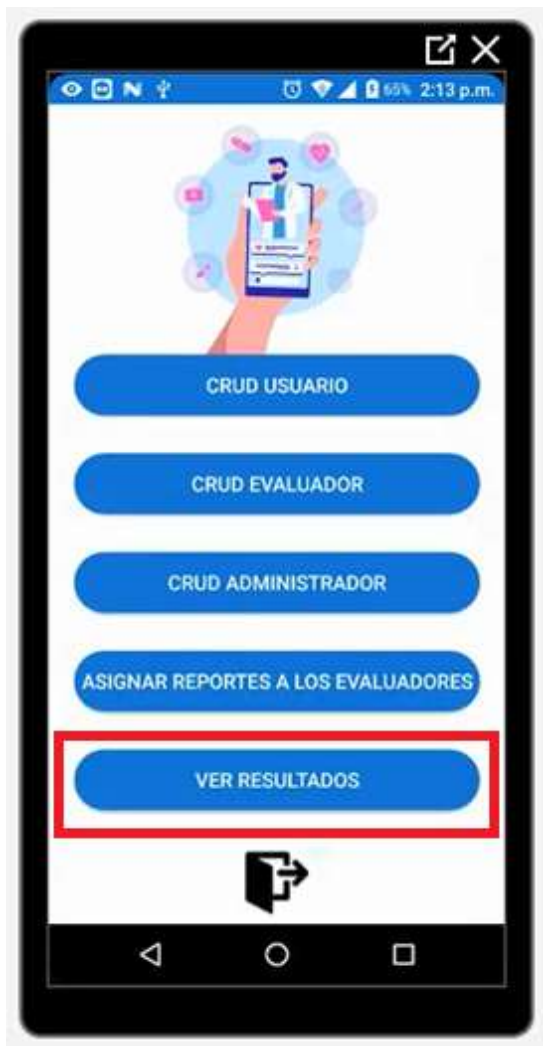 65% 2:13 p.m.
CRUD USUARIO
CRUD EVALUADOR
CRUD ADMINISTRADOR
ASIGNAR REPORTES A LOS EVALUADORES
VER RESULTADOS